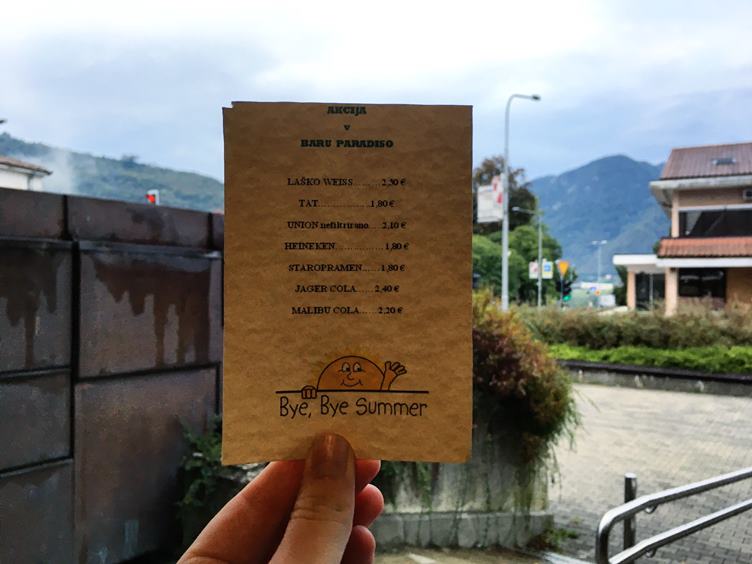 AKCIJA
v
BARU PARADISO
LAŠKO WEISS.........2,30 €
TAT................1,80 €
UNION nefiltrirano....2,10 €
HEINEKEN................1,80 €
STAROPRAMEN.....1,80 €
JAGER COLA.....2,40 €
MALIBU COLA.....2,20 €
Bye, Bye Summer